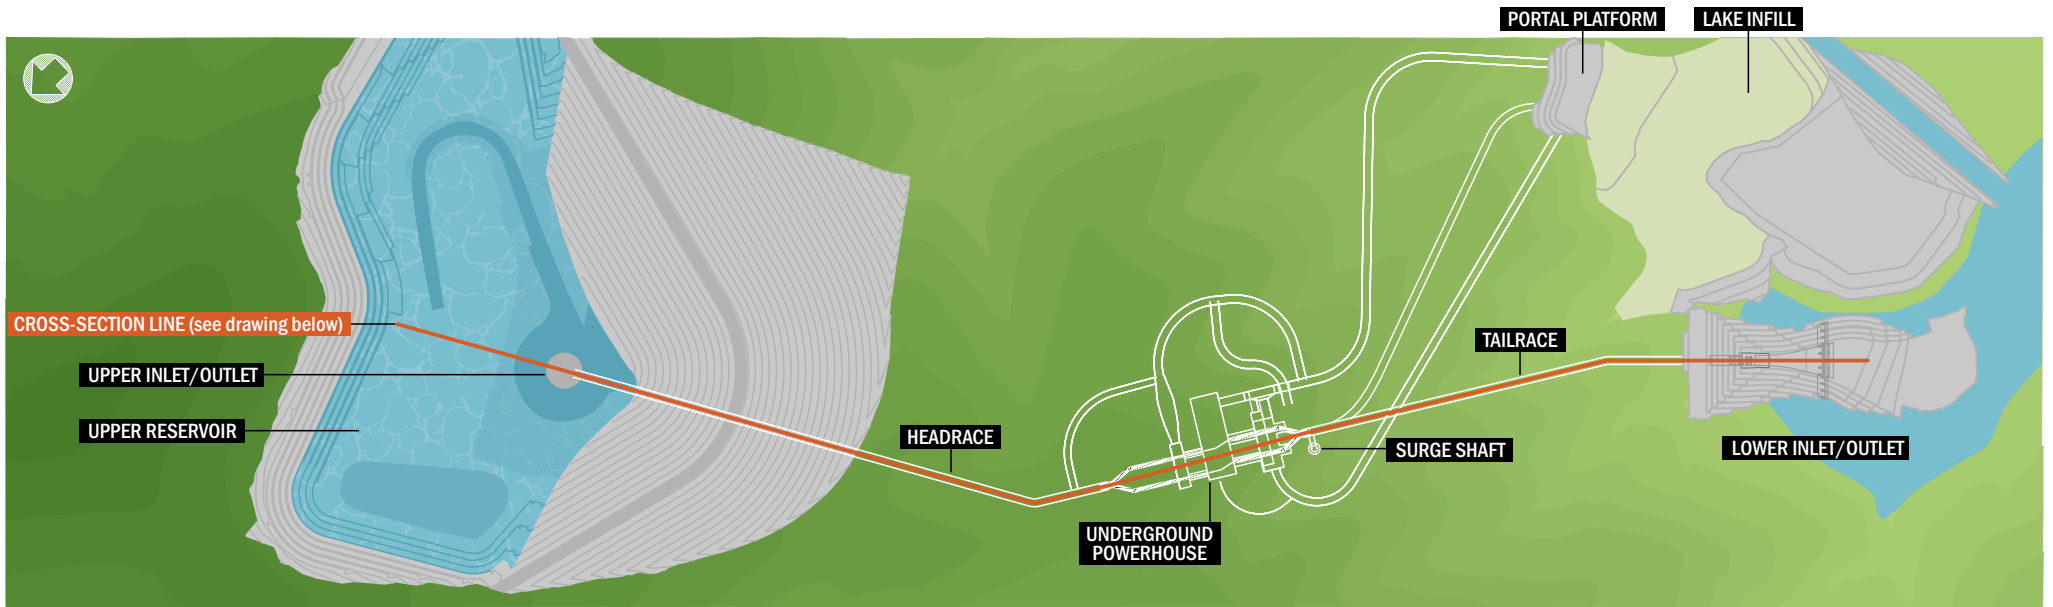 PORTAL PLATFORM
LAKE INFILL
CROSS-SECTION LINE (see drawing below)
UPPER INLET/OUTLET
UPPER RESERVOIR
HEADRACE
TAILRACE
SURGE SHAFT
LOWER INLET/OUTLET
UNDERGROUND
POWERHOUSE